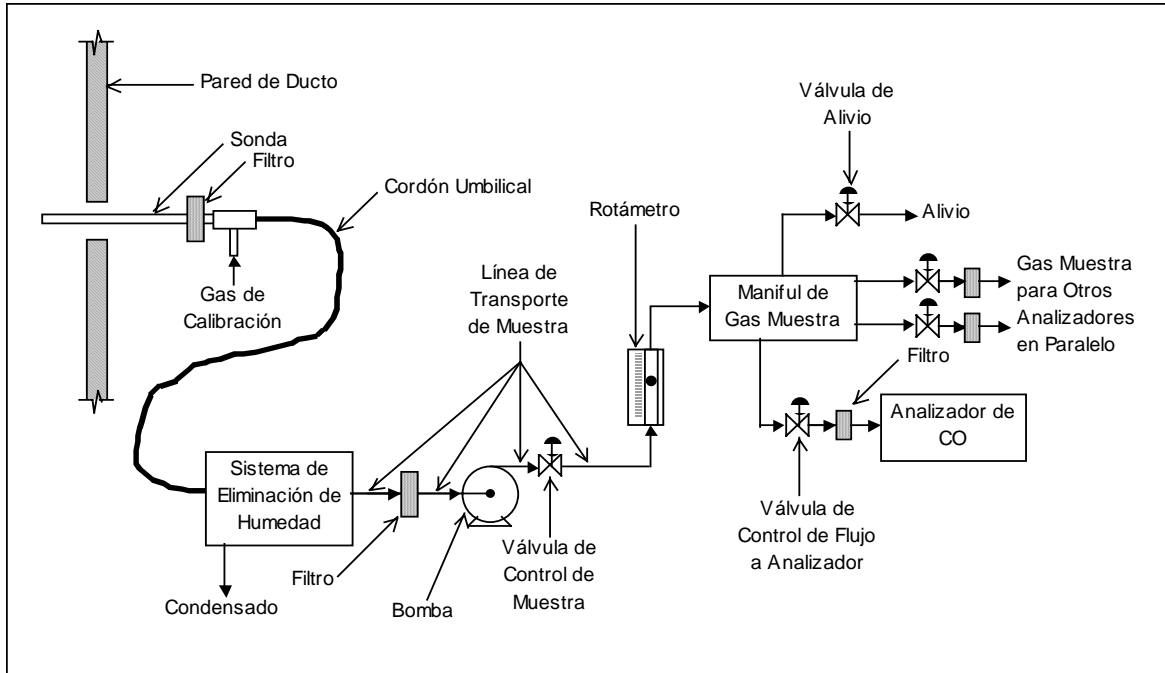 Pared de Ducto
Sonda
Filtro
Cordón Umbilical
Gas de
Calibración
Sistema de
Eliminación de
Humedad
Condensado
Filtro
Bomba
Línea de
Transporte
de Muestra
Válvula de
Control de
Muestra
Rotámetro
Válvula de
Alivio
Alivio
Maniful de
Gas Muestra
Gas Muestra
para Otros
Analizadores
en Paralelo
Filtro
Analizador de
CO
Válvula de
Control de Flujo
a Analizador